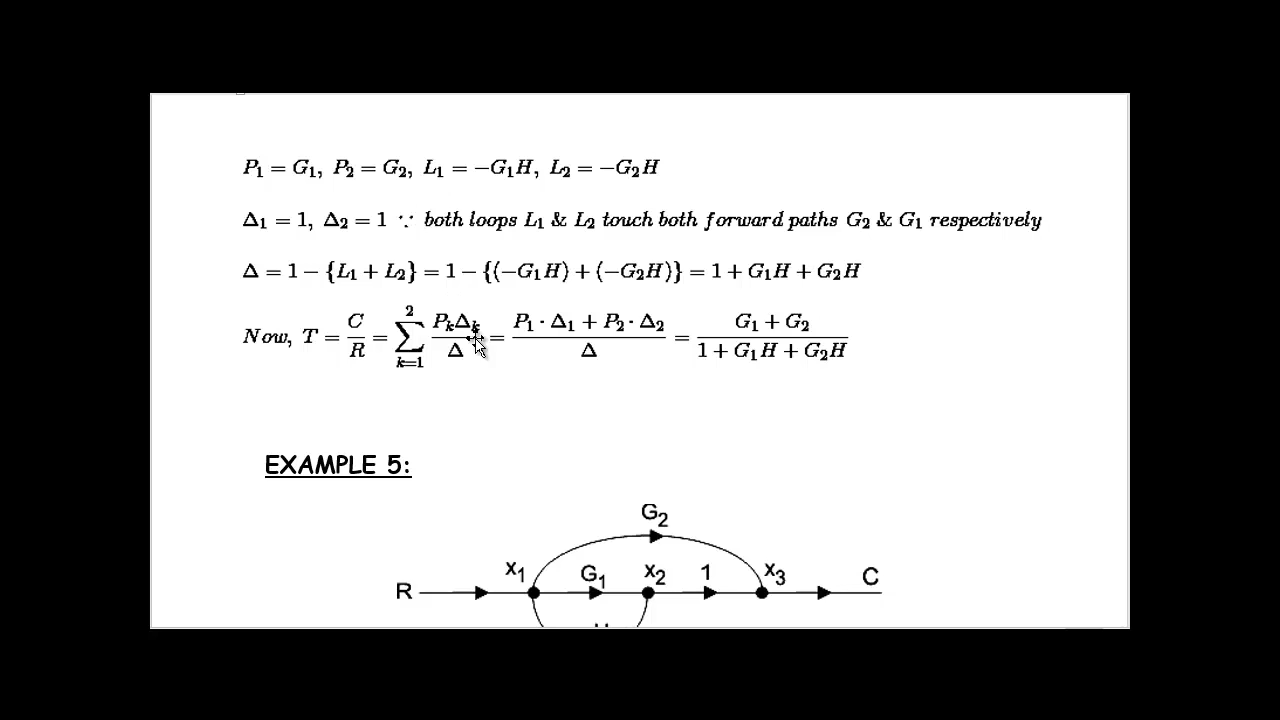 P₁ = G₁, P₂ = G₂, L₁ = −G₁H, L₂ = −G₂H
Δ₁ = 1, Δ₂ = 1 ∵ both loops L₁ & L₂ touch both forward paths G₂ & G₁ respectively
Δ = 1 − {L₁ + L₂} = 1 − {(−G₁H) + (−G₂H)} = 1 + G₁H + G₂H
Now, T = C/R = ∑_{k=1}^{2} P_kΔ_k/Δ = (P₁ · Δ₁ + P₂ · Δ₂)/Δ = (G₁ + G₂)/(1 + G₁H + G₂H)
EXAMPLE 5:
G₂
x₁ G₁ x₂ 1 x₃ C
R